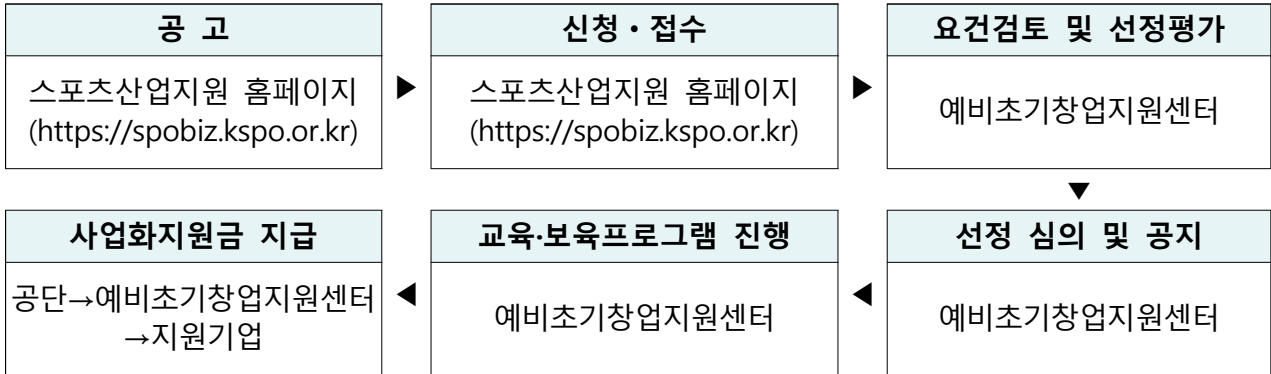 공 고
스포츠산업지원 홈페이지
(https://spobiz.kspo.or.kr)
▶
신청・접수
스포츠산업지원 홈페이지
(https://spobiz.kspo.or.kr)
▶
요건검토 및 선정평가
예비초기창업지원센터
▼
선정 심의 및 공지
예비초기창업지원센터
◀
교육·보육프로그램 진행
예비초기창업지원센터
◀
사업화지원금 지급
공단→예비초기창업지원센터
→지원기업